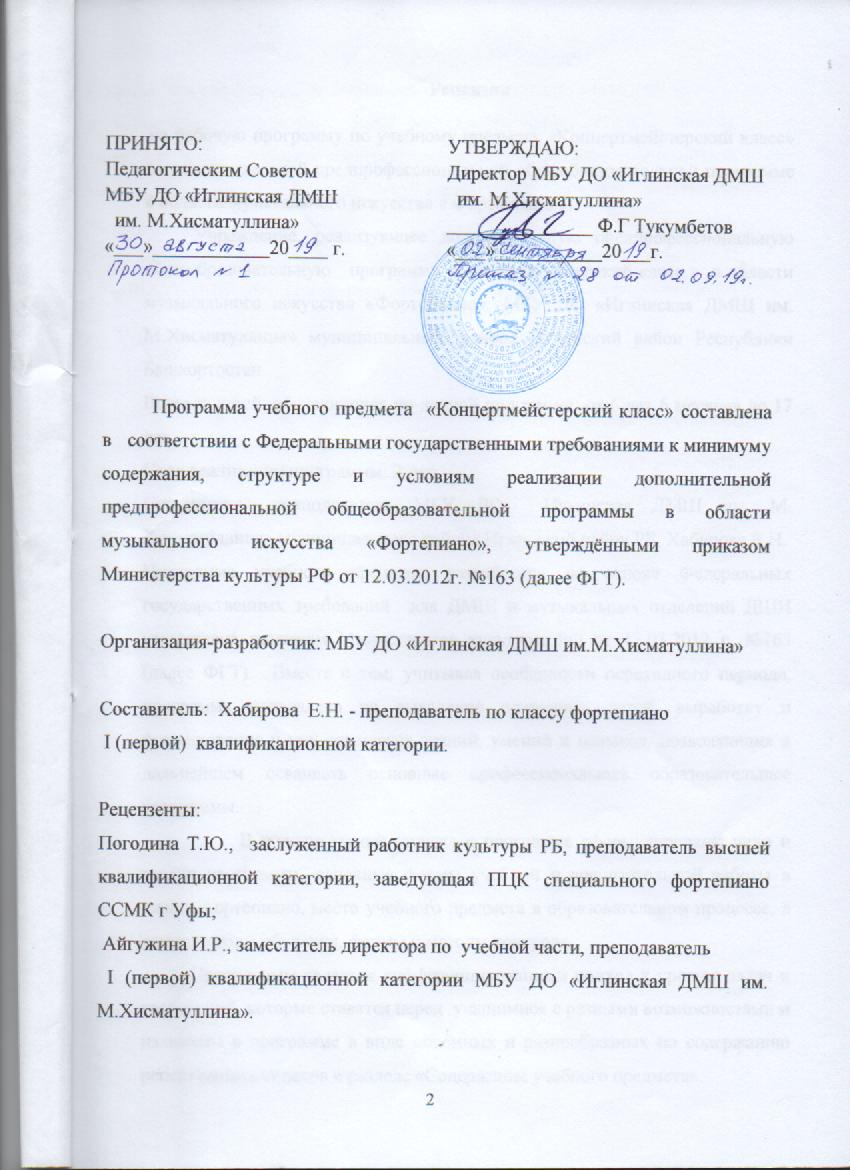 ПРИНЯТО:
Педагогическим Советом
МБУ ДО «Иглинская ДМШ
им. М.Хисматуллина»
«30» августа 2019 г.
Протокол №1
УТВЕРЖДАЮ:
Директор МБУ ДО «Иглинская ДМШ
им. М.Хисматуллина»
Ф.Г Тукумбетов
«02» сентября 2019 г.
Приказ № 28 от 02.09.19г.
Программа учебного предмета «Концертмейстерский класс» составлена
в соответствии с Федеральными государственными требованиями к минимуму
содержания, структуре и условиям реализации дополнительной
предпрофессиональной общеобразовательной программы в области
музыкального искусства «Фортепиано», утверждёнными приказом
Министерства культуры РФ от 12.03.2012г. №163 (далее ФГТ).
Организация-разработчик: МБУ ДО «Иглинская ДМШ им.М.Хисматуллина»
Составитель: Хабирова Е.Н. - преподаватель по классу фортепиано
I (первой) квалификационной категории.
Рецензенты:
Погодина Т.Ю., заслуженный работник культуры РБ, преподаватель высшей
квалификационной категории, заведующая ПЦК специального фортепиано
ССМК г Уфы;
Айгужина И.Р., заместитель директора по учебной части, преподаватель
I (первой) квалификационной категории МБУ ДО «Иглинская ДМШ им.
М.Хисматуллина».
2